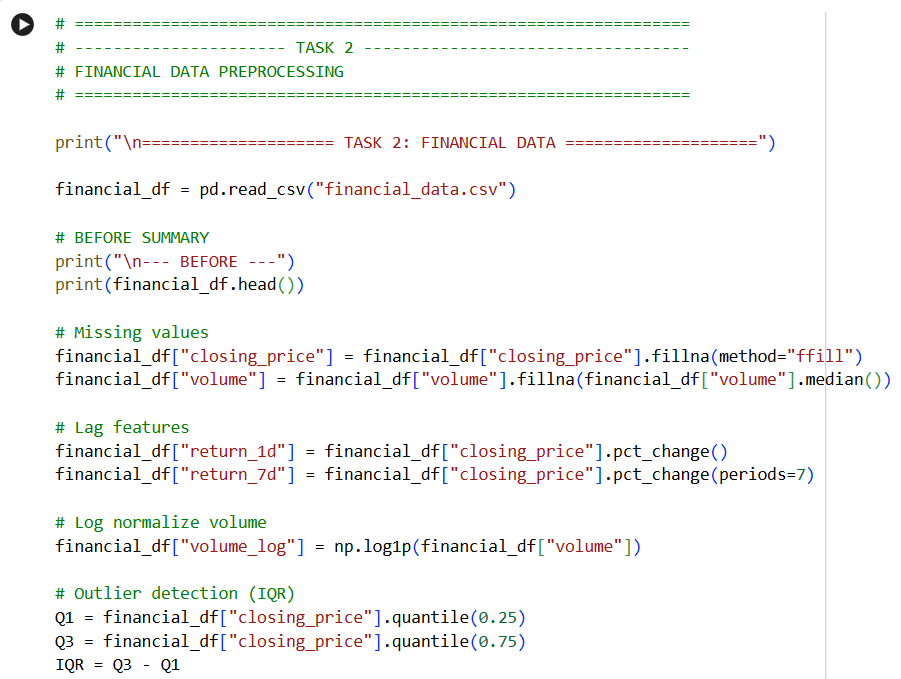 # ================================================================
# ---------------------- TASK 2 ----------------------------------
# FINANCIAL DATA PREPROCESSING
# ================================================================
print("\n==================== TASK 2: FINANCIAL DATA ====================")
financial_df = pd.read_csv("financial_data.csv")
# BEFORE SUMMARY
print("\n--- BEFORE ---")
print(financial_df.head())
# Missing values
financial_df["closing_price"] = financial_df["closing_price"].fillna(method="ffill")
financial_df["volume"] = financial_df["volume"].fillna(financial_df["volume"].median())
# Lag features
financial_df["return_1d"] = financial_df["closing_price"].pct_change()
financial_df["return_7d"] = financial_df["closing_price"].pct_change(periods=7)
# Log normalize volume
financial_df["volume_log"] = np.log1p(financial_df["volume"])
# Outlier detection (IQR)
Q1 = financial_df["closing_price"].quantile(0.25)
Q3 = financial_df["closing_price"].quantile(0.75)
IQR = Q3 - Q1